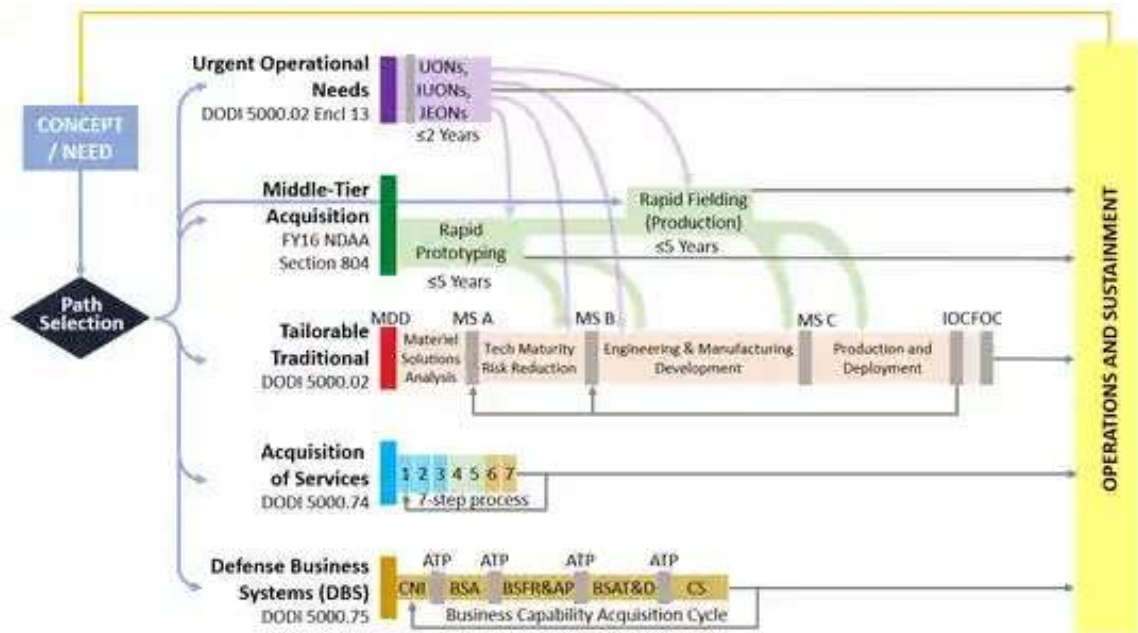 CONCEPT
/ NEED
Path
Selection
Urgent Operational
Needs
DODI 5000.02 Encl 13
UONs,
IUONs,
JEONs
≤2 Years
Middle-Tier
Acquisition
FY16 NDAA
Section 804
Rapid
Prototyping
≤5 Years
Rapid Fielding
(Production)
≤5 Years
Tailorable
Traditional
DODI 5000.02
MDD
Materiel
Solutions
Analysis
MS A
Tech Maturity
Risk Reduction
MS B
Engineering & Manufacturing
Development
MS C
Production and
Deployment
IOC
FOC
Acquisition
of Services
DODI 5000.74
1 2 3 4 5 6 7
7-step process
Defense Business
Systems (DBS)
DODI 5000.75
ATP ATP ATP ATP
CNI BSA BSFR&AP BSAT&D CS
Business Capability Acquisition Cycle
OPERATIONS AND SUSTAINMENT